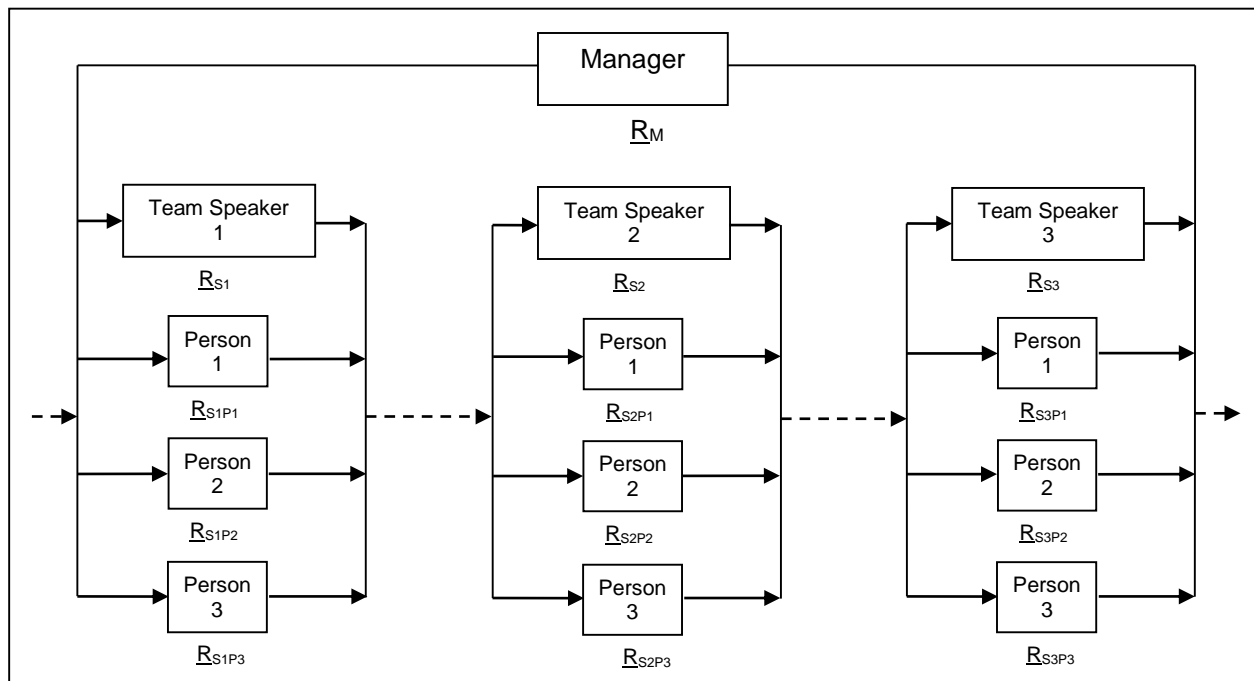 Manager
RM
Team Speaker
1
Team Speaker
2
Team Speaker
3
RS1
RS2
RS3
Person
1
Person
1
Person
1
RS1P1
RS2P1
RS3P1
Person
2
Person
2
Person
2
RS1P2
RS2P2
RS3P2
Person
3
Person
3
Person
3
RS1P3
RS2P3
RS3P3